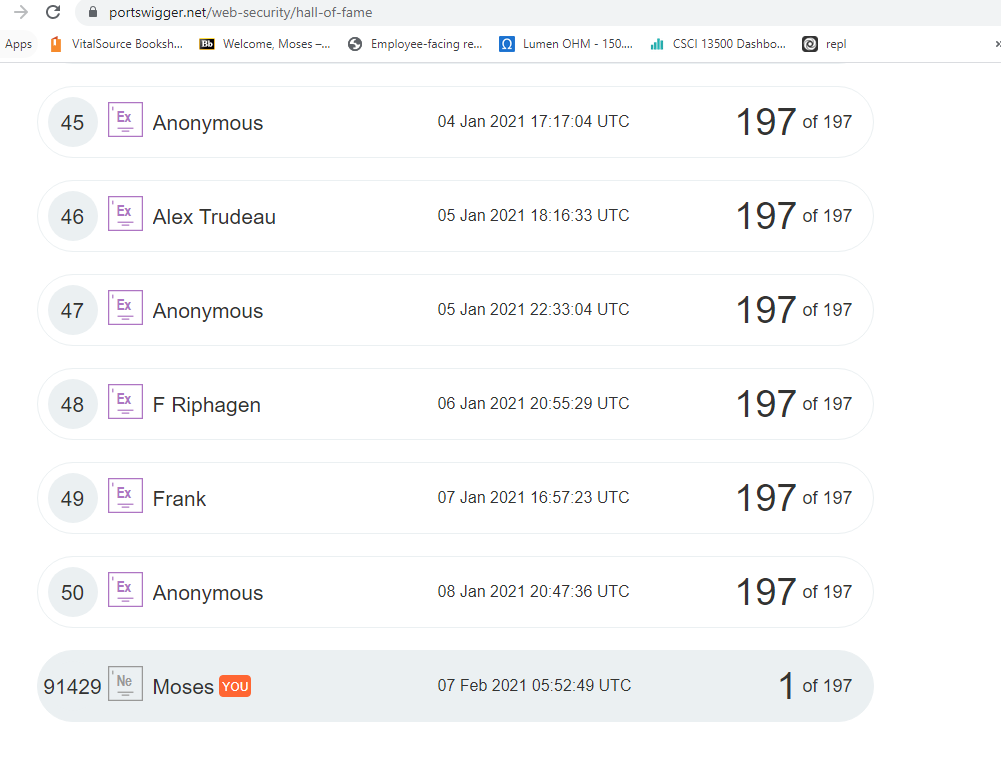 portswigger.net/web-security/hall-of-fame
Apps VitalSource Booksh... Bb Welcome, Moses –... Employee-facing re... Lumen OHM - 150.... CSCI 13500 Dashbo... repl »
45 'Ex Anonymous 04 Jan 2021 17:17:04 UTC 197 of 197
46 'Ex Alex Trudeau 05 Jan 2021 18:16:33 UTC 197 of 197
47 'Ex Anonymous 05 Jan 2021 22:33:04 UTC 197 of 197
48 'Ex F Riphagen 06 Jan 2021 20:55:29 UTC 197 of 197
49 'Ex Frank 07 Jan 2021 16:57:23 UTC 197 of 197
50 'Ex Anonymous 08 Jan 2021 20:47:36 UTC 197 of 197
91429 'Ne Moses YOU 07 Feb 2021 05:52:49 UTC 1 of 197